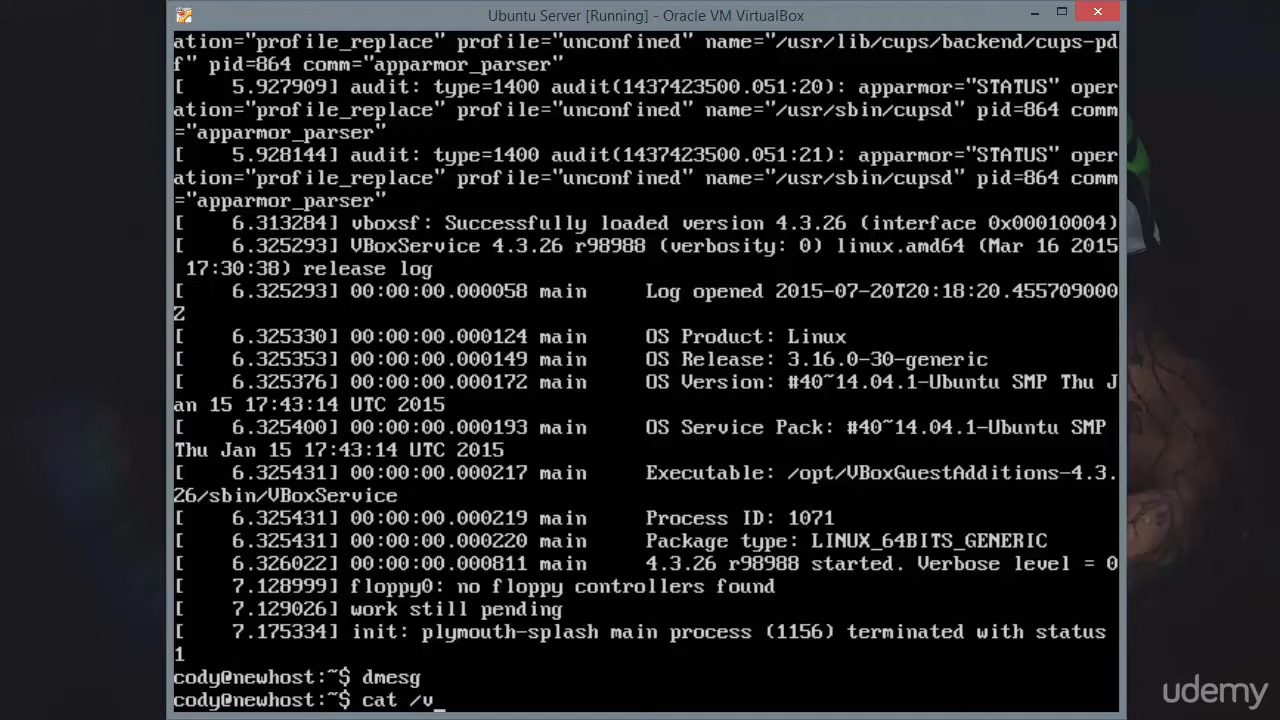 Ubuntu Server [Running] - Oracle VM VirtualBox
ation="profile_replace" profile="unconfined" name="/usr/lib/cups/backend/cups-pd
f" pid=864 comm="apparmor_parser"
[    5.927909] audit: type=1400 audit(1437423500.051:20): apparmor="STATUS" oper
ation="profile_replace" profile="unconfined" name="/usr/sbin/cupsd" pid=864 comm
="apparmor_parser"
[    5.928144] audit: type=1400 audit(1437423500.051:21): apparmor="STATUS" oper
ation="profile_replace" profile="unconfined" name="/usr/sbin/cupsd" pid=864 comm
="apparmor_parser"
[    6.313284] vboxsf: Successfully loaded version 4.3.26 (interface 0x00010004)
[    6.325293] VBoxService 4.3.26 r98988 (verbosity: 0) linux.amd64 (Mar 16 2015
 17:30:38) release log
[    6.325293] 00:00:00.000058 main     Log opened 2015-07-20T20:18:20.455709000
Z
[    6.325330] 00:00:00.000124 main     OS Product: Linux
[    6.325353] 00:00:00.000149 main     OS Release: 3.16.0-30-generic
[    6.325376] 00:00:00.000172 main     OS Version: #40~14.04.1-Ubuntu SMP Thu J
an 15 17:43:14 UTC 2015
[    6.325400] 00:00:00.000193 main     OS Service Pack: #40~14.04.1-Ubuntu SMP
Thu Jan 15 17:43:14 UTC 2015
[    6.325431] 00:00:00.000217 main     Executable: /opt/VBoxGuestAdditions-4.3.
26/sbin/VBoxService
[    6.325431] 00:00:00.000219 main     Process ID: 1071
[    6.325431] 00:00:00.000220 main     Package type: LINUX_64BITS_GENERIC
[    6.326022] 00:00:00.000811 main     4.3.26 r98988 started. Verbose level = 0
[    7.128999] floppy0: no floppy controllers found
[    7.129026] work still pending
[    7.175334] init: plymouth-splash main process (1156) terminated with status
1
cody@newhost:~$ dmesg
cody@newhost:~$ cat /v_
udemy